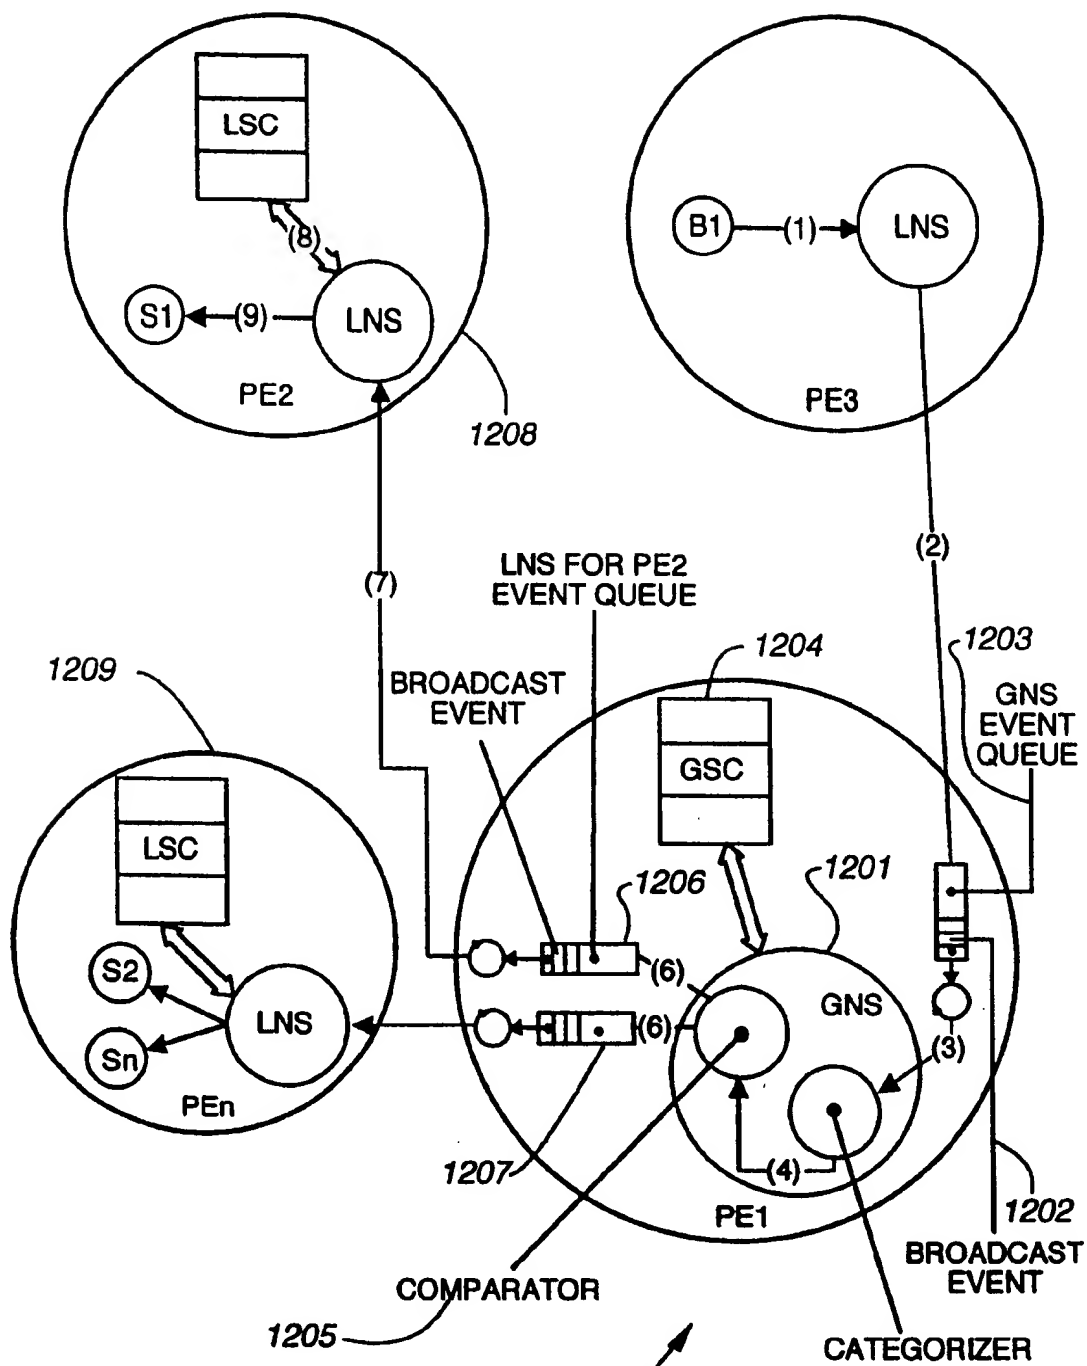 LSC
(8)
S1
(9)
LNS
PE2
1208
B1
(1)
LNS
PE3
(2)
(7)
LNS FOR PE2
EVENT QUEUE
1209
BROADCAST
EVENT
1204
1203
GNS
EVENT
QUEUE
LSC
GSC
1206
1201
S2
Sn
LNS
PEn
(6)
(6)
GNS
(3)
(4)
1207
PE1
1202
BROADCAST
EVENT
COMPARATOR
1205
CATEGORIZER